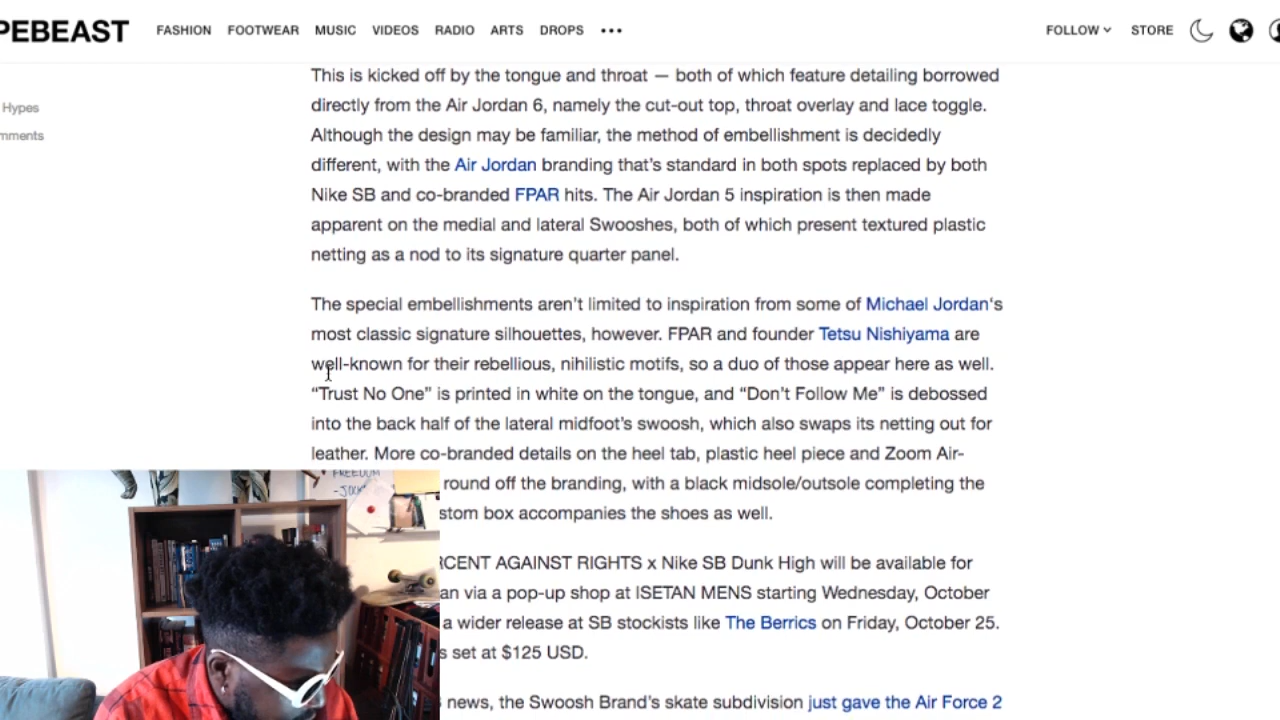 PEBEAST FASHION FOOTWEAR MUSIC VIDEOS RADIO ARTS DROPS ••• FOLLOW STORE
Hypes
mments
This is kicked off by the tongue and throat — both of which feature detailing borrowed
directly from the Air Jordan 6, namely the cut-out top, throat overlay and lace toggle.
Although the design may be familiar, the method of embellishment is decidedly
different, with the Air Jordan branding that’s standard in both spots replaced by both
Nike SB and co-branded FPAR hits. The Air Jordan 5 inspiration is then made
apparent on the medial and lateral Swooshes, both of which present textured plastic
netting as a nod to its signature quarter panel.
The special embellishments aren’t limited to inspiration from some of Michael Jordan‘s
most classic signature silhouettes, however. FPAR and founder Tetsu Nishiyama are
well-known for their rebellious, nihilistic motifs, so a duo of those appear here as well.
“Trust No One” is printed in white on the tongue, and “Don’t Follow Me” is debossed
into the back half of the lateral midfoot’s swoosh, which also swaps its netting out for
leather. More co-branded details on the heel tab, plastic heel piece and Zoom Air-
round off the branding, with a black midsole/outsole completing the
stom box accompanies the shoes as well.
RCENT AGAINST RIGHTS x Nike SB Dunk High will be available for
an via a pop-up shop at ISETAN MENS starting Wednesday, October
a wider release at SB stockists like The Berrics on Friday, October 25.
s set at $125 USD.
news, the Swoosh Brand’s skate subdivision just gave the Air Force 2
FREEDOM